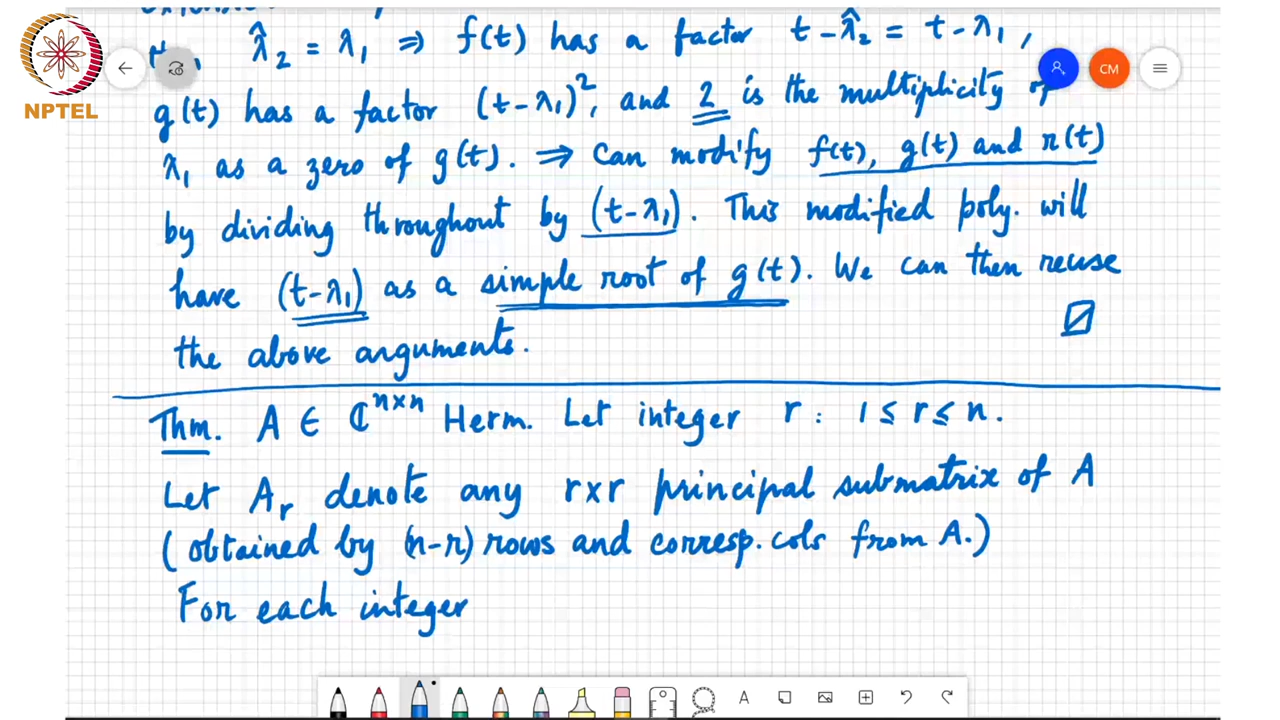 λ̂₂ = λ₁ ⇒ f(t) has a factor t-λ̂₂ = t-λ₁,
g(t) has a factor (t-λ₁)², and 2 is the multiplicity of
λ₁ as a zero of g(t). ⇒ Can modify f(t), g(t) and r(t)
by dividing throughout by (t-λ₁). This modified poly. will
have (t-λ₁) as a simple root of g(t). We can then reuse
the above arguments.
Thm. A ∈ ℂⁿˣⁿ Herm. Let integer r : 1 ≤ r ≤ n.
Let Aᵣ denote any r×r principal submatrix of A
(obtained by (n-r) rows and corresp. cols from A.)
For each integer
NPTEL
CM
A